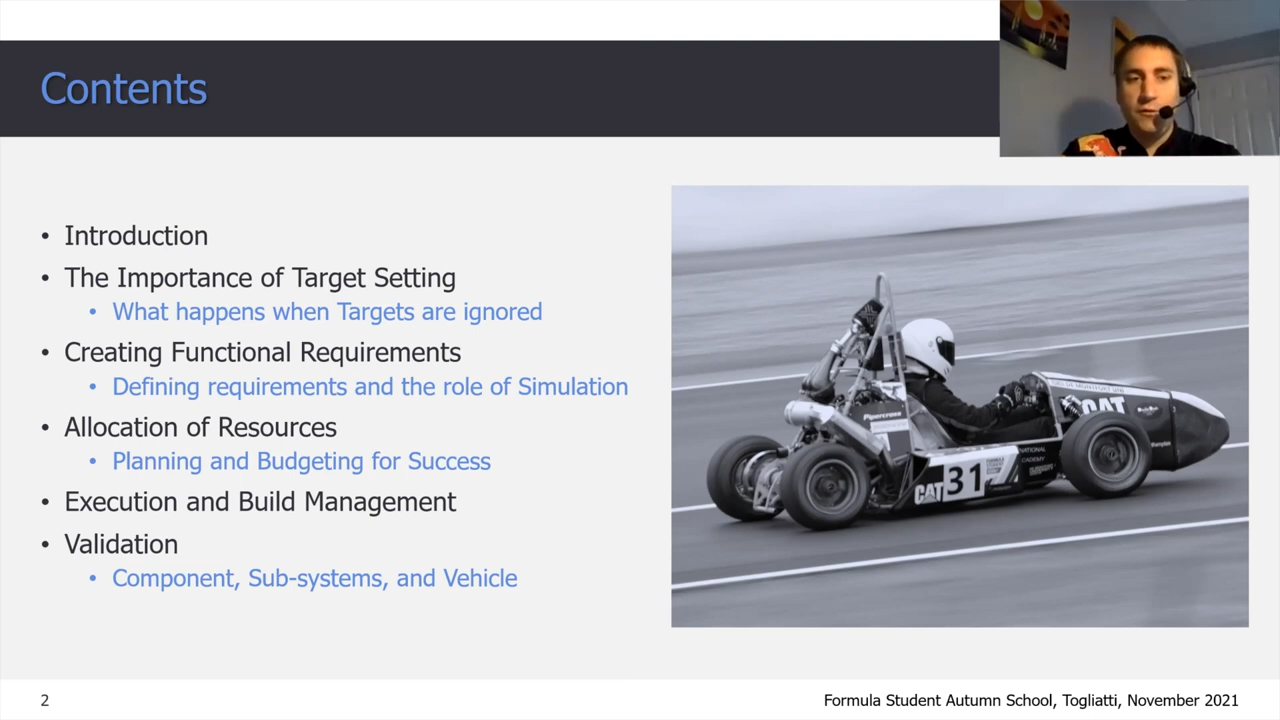 Contents
• Introduction
• The Importance of Target Setting
• What happens when Targets are ignored
• Creating Functional Requirements
• Defining requirements and the role of Simulation
• Allocation of Resources
• Planning and Budgeting for Success
• Execution and Build Management
• Validation
• Component, Sub-systems, and Vehicle
Pipercross
CAT
CAT 31
2
Formula Student Autumn School, Togliatti, November 2021